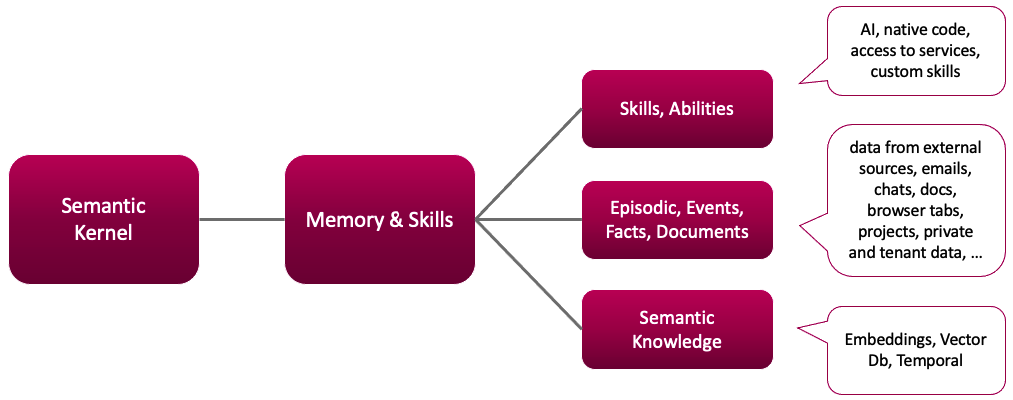 Semantic
Kernel
Memory & Skills
Skills, Abilities
AI, native code,
access to services,
custom skills
Episodic, Events,
Facts, Documents
data from external
sources, emails,
chats, docs,
browser tabs,
projects, private
and tenant data, ...
Semantic
Knowledge
Embeddings, Vector
Db, Temporal